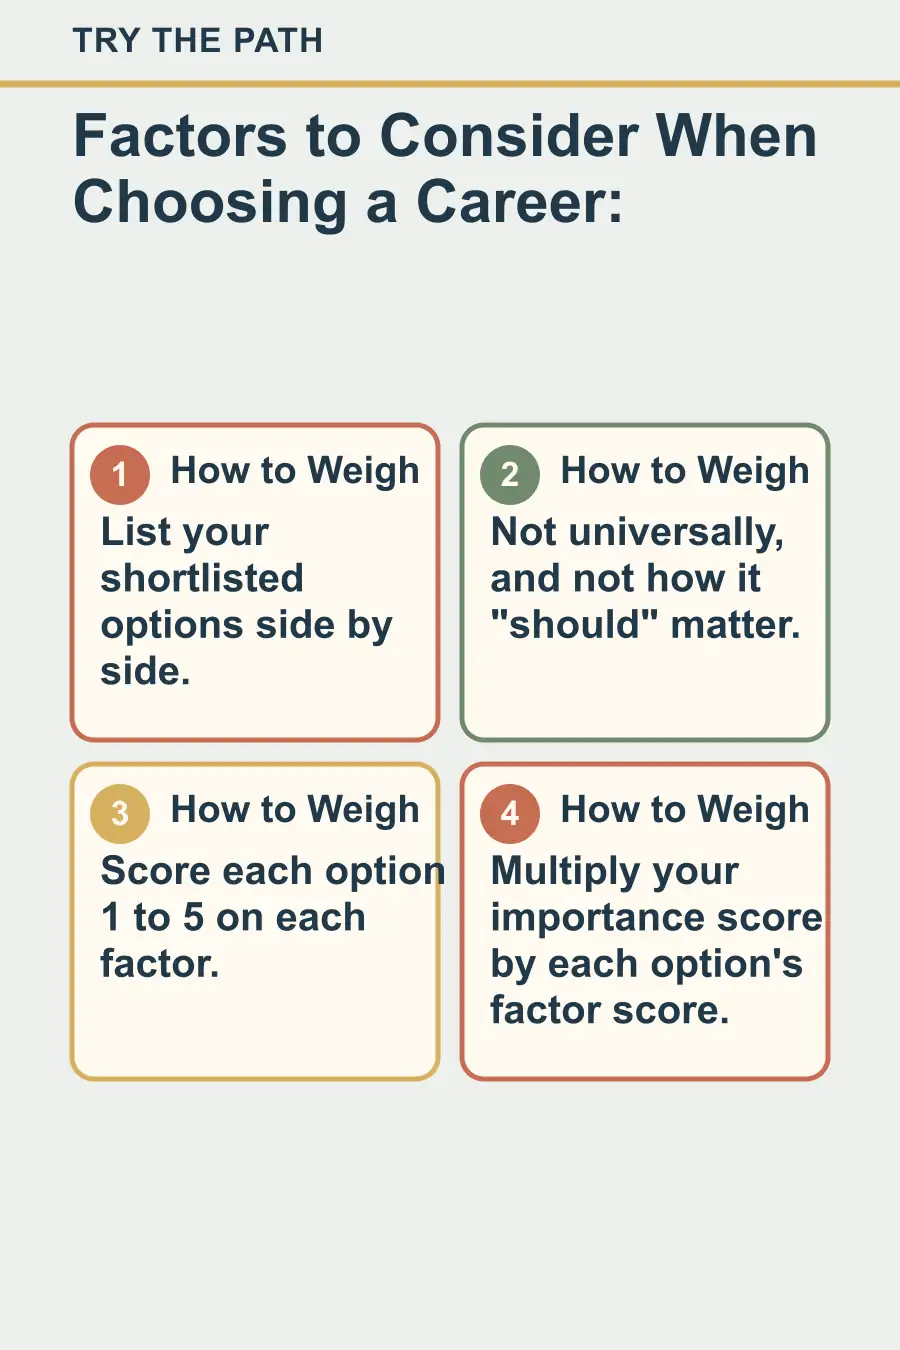 TRY THE PATH
Factors to Consider When
Choosing a Career:
1 How to Weigh
List your
shortlisted
options side by
side.
2 How to Weigh
Not universally,
and not how it
"should" matter.
3 How to Weigh
Score each option
1 to 5 on each
factor.
4 How to Weigh
Multiply your
importance score
by each option's
factor score.